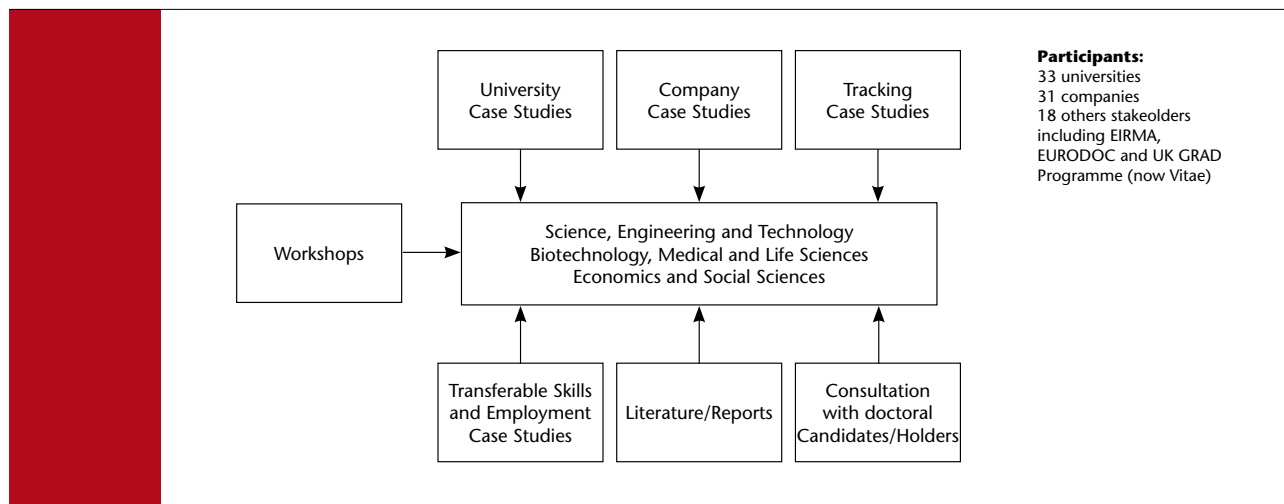 University
Case Studies
Company
Case Studies
Tracking
Case Studies
Participants:
33 universities
31 companies
18 others stakeolders
including EIRMA,
EURODOC and UK GRAD
Programme (now Vitae)
Workshops
Science, Engineering and Technology
Biotechnology, Medical and Life Sciences
Economics and Social Sciences
Transferable Skills
and Employment
Case Studies
Literature/Reports
Consultation
with doctoral
Candidates/Holders